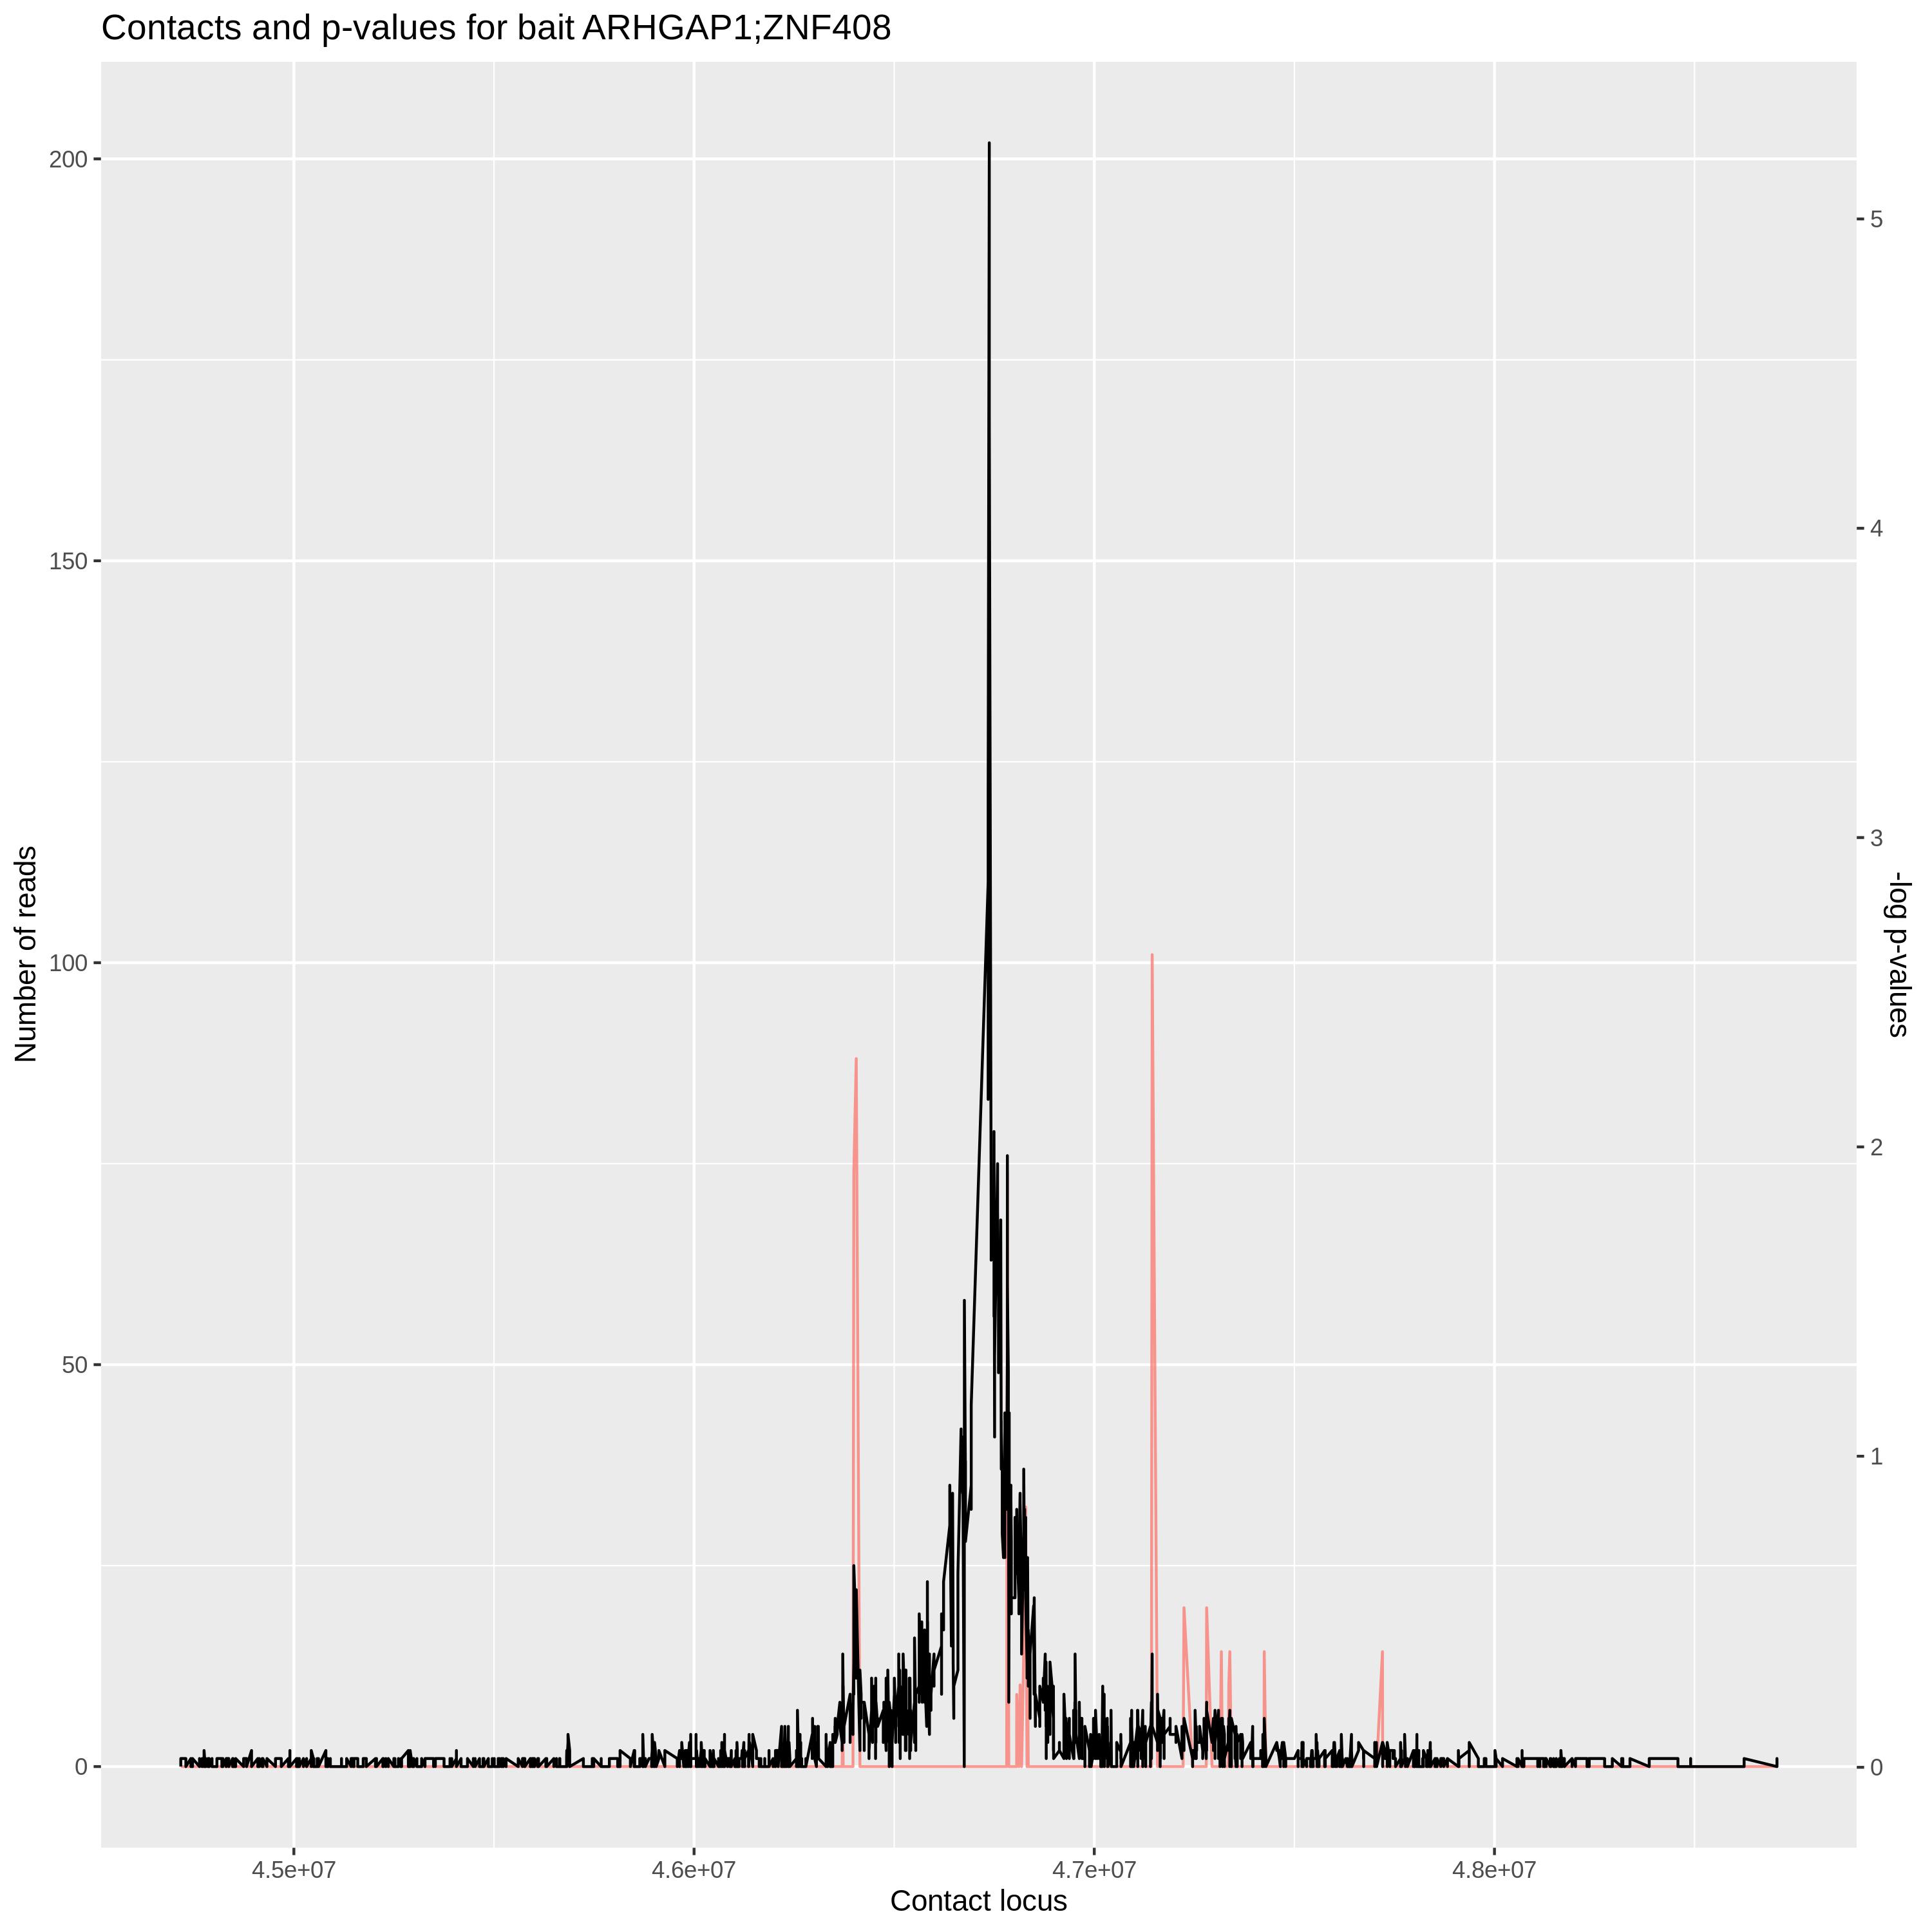 Contacts and p-values for bait ARHGAP1;ZNF408
200
150
100
50
0
Number of reads
5
4
3
2
1
0
-log p-values
4.5e+07
4.6e+07
4.7e+07
4.8e+07
Contact locus